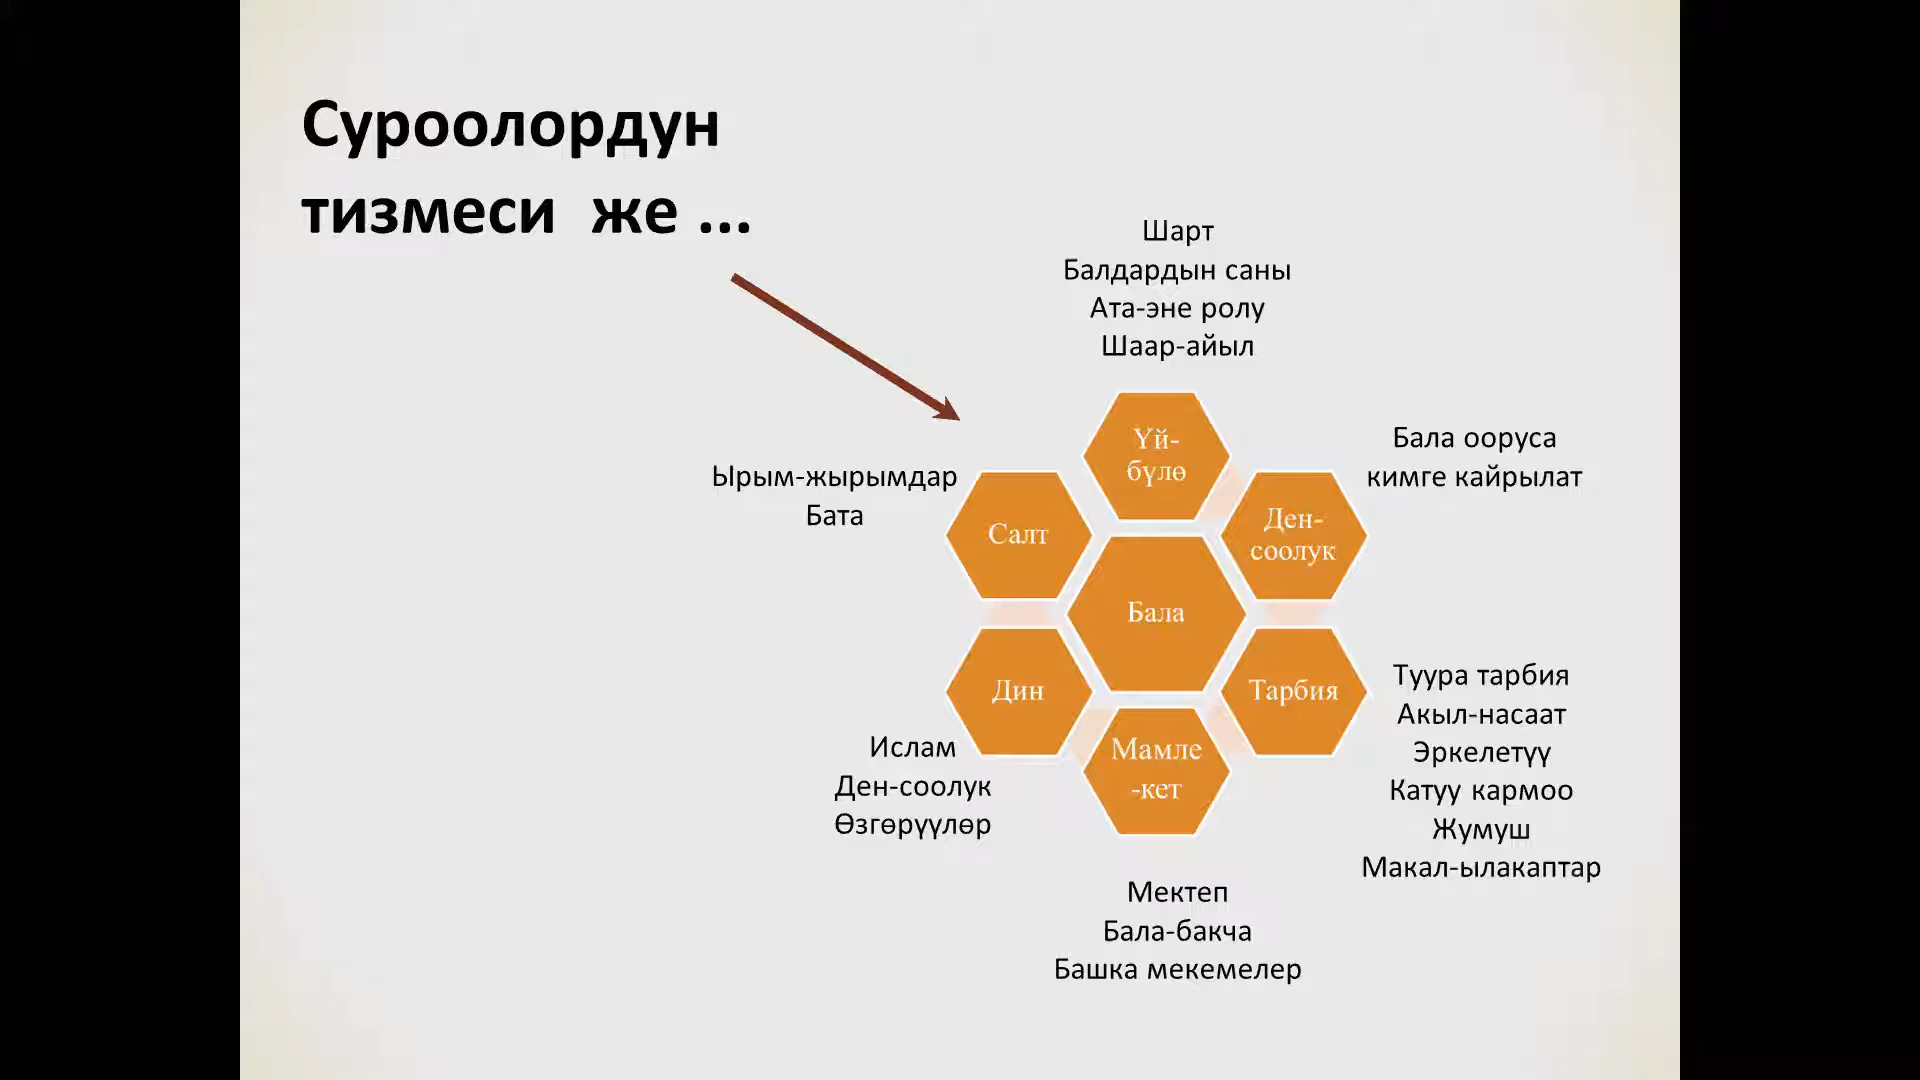 Суроолордун
тизмеси же ...
Шарт
Балдардын саны
Ата-эне ролу
Шаар-айыл
Үй-
бүлө
Бала ооруса
кимге кайрылат
Ден-
соолук
Ырым-жырымдар
Бата
Салт
Бала
Дин
Тарбия
Туура тарбия
Акыл-насаат
Эркелетүү
Катуу кармоо
Жумуш
Макал-ылакаптар
Ислам
Ден-соолук
Өзгөрүүлөр
Мамле
-кет
Мектеп
Бала-бакча
Башка мекемелер